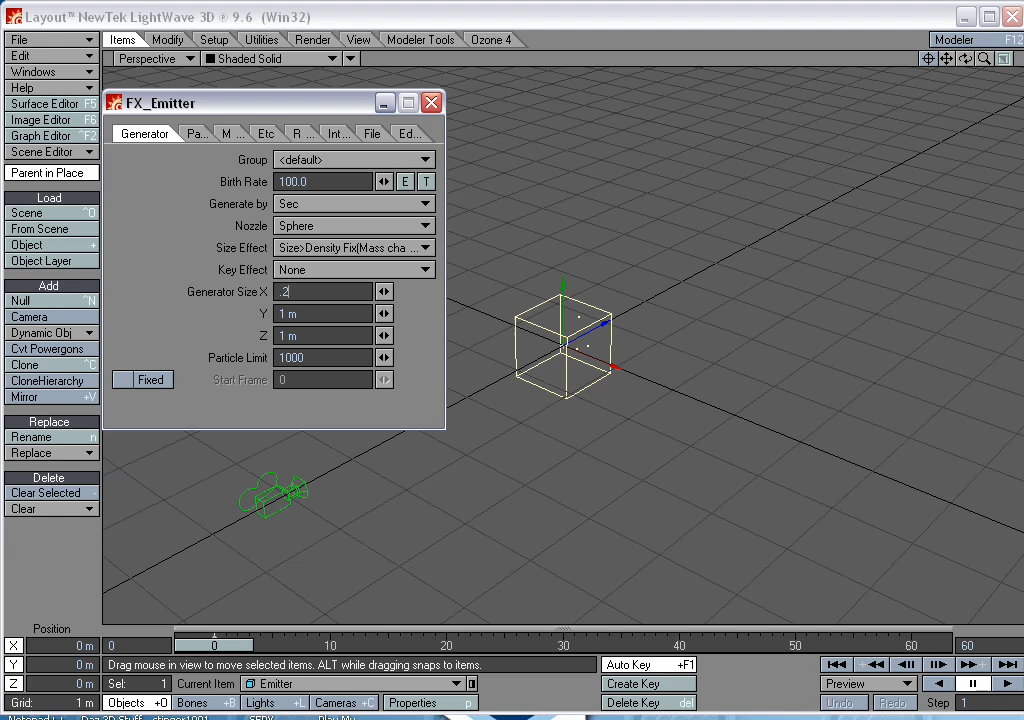 Layout™ NewTek LightWave 3D ® 9.6 (Win32)
File
Items Modify Setup Utilities Render View Modeler Tools Ozone 4
Modeler F12
Edit
Perspective Shaded Solid
Windows
Help
Surface Editor F5
Image Editor F6
Graph Editor ^F2
Scene Editor
Parent in Place
Load
Scene ^O
From Scene
Object +
Object Layer
Add
Null ^N
Camera
Dynamic Obj
Cvt Powergons
Clone ^C
CloneHierarchy
Mirror +V
Replace
Rename n
Replace
Delete
Clear Selected -
Clear
FX_Emitter
Generator Pa... M ... Etc R ... Int... File Ed...
Group <default>
Birth Rate 100.0 E T
Generate by Sec
Nozzle Sphere
Size Effect Size>Density Fix(Mass cha ...
Key Effect None
Generator Size X .2
Y 1 m
Z 1 m
Particle Limit 1000
Fixed Start Frame 0
Position
X 0 m 0 0 10 20 30 40 50 60 60
Y 0 m Drag mouse in view to move selected items. ALT while dragging snaps to items. Auto Key +F1
Z 0 m Sel: 1 Current Item Emitter Create Key Preview
Grid: 1 m Objects +O Bones +B Lights +L Cameras +C Properties p Delete Key del Undo Redo Step 1